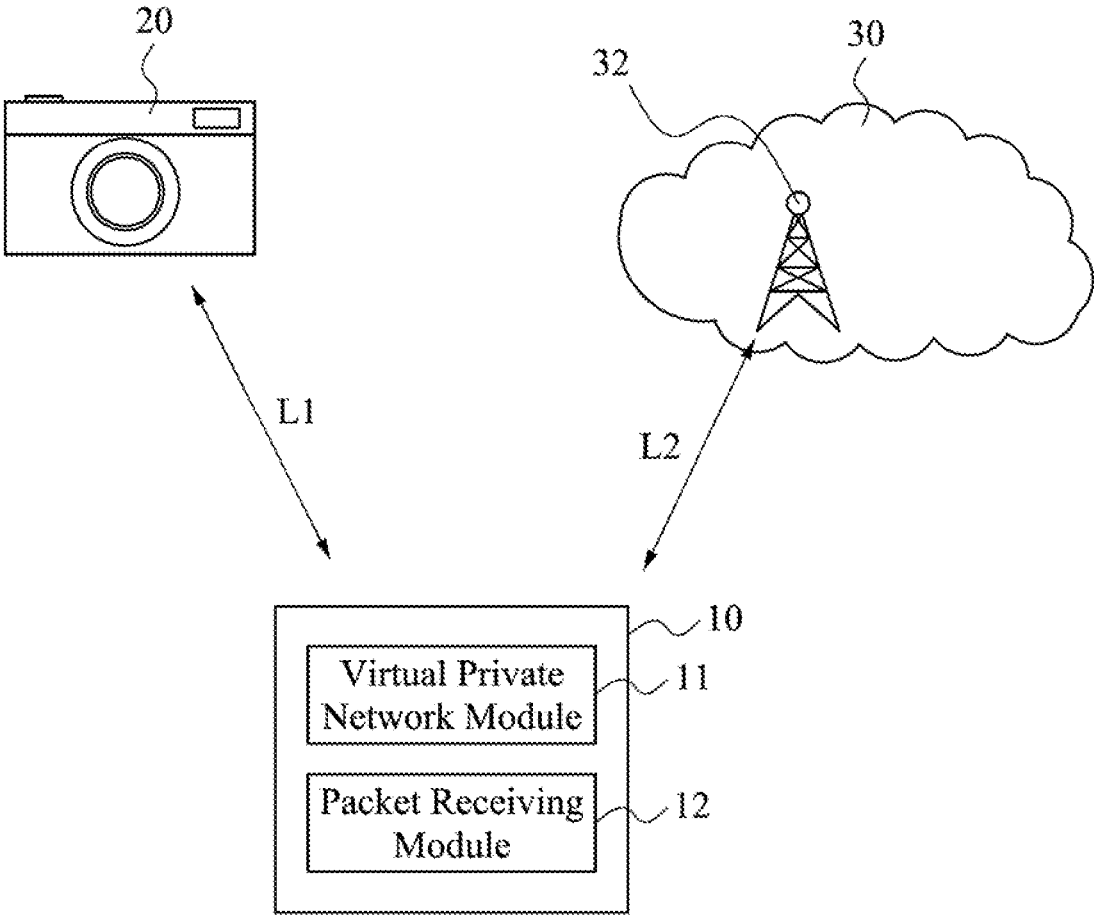 20
30
32
L1
L2
10
Virtual Private
Network Module
11
Packet Receiving
Module
12